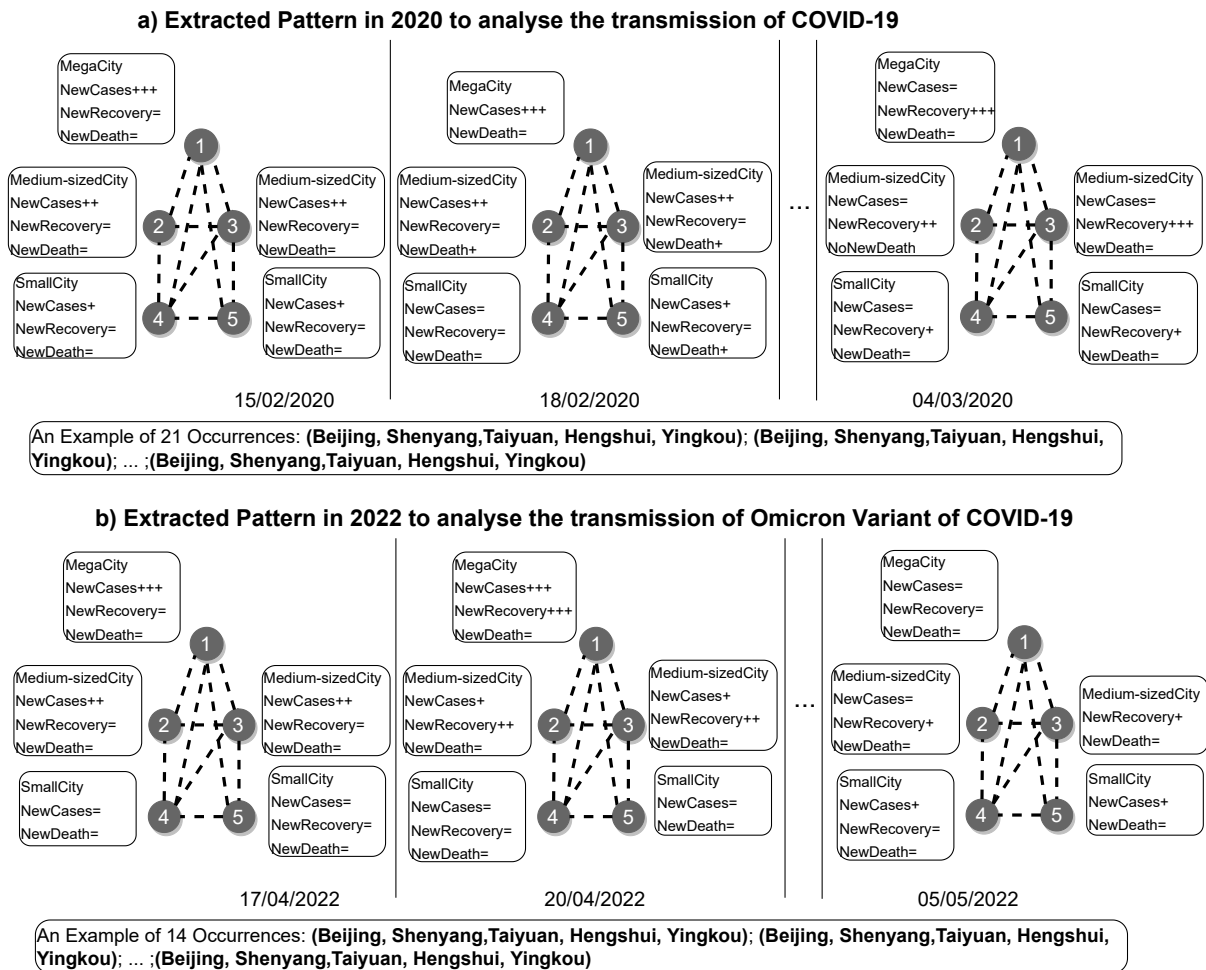 a) Extracted Pattern in 2020 to analyse the transmission of COVID-19
MegaCity
NewCases+++
NewRecovery=
NewDeath=
1
Medium-sizedCity
NewCases++
NewRecovery=
NewDeath=
2
3
Medium-sizedCity
NewCases++
NewRecovery=
NewDeath=
SmallCity
NewCases+
NewRecovery=
NewDeath=
4
5
SmallCity
NewCases+
NewRecovery=
NewDeath=
15/02/2020
MegaCity
NewCases+++
NewDeath=
1
Medium-sizedCity
NewCases++
NewRecovery=
NewDeath+
2
3
Medium-sizedCity
NewCases++
NewRecovery=
NewDeath+
SmallCity
NewCases=
NewRecovery=
NewDeath=
4
5
SmallCity
NewCases+
NewRecovery=
NewDeath+
18/02/2020
...
MegaCity
NewCases=
NewRecovery+++
NewDeath=
1
Medium-sizedCity
NewCases=
NewRecovery++
NoNewDeath
2
3
Medium-sizedCity
NewCases=
NewRecovery+++
NewDeath=
SmallCity
NewCases=
NewRecovery+
NewDeath=
4
5
SmallCity
NewCases=
NewRecovery+
NewDeath=
04/03/2020
An Example of 21 Occurrences: (Beijing, Shenyang,Taiyuan, Hengshui, Yingkou); (Beijing, Shenyang,Taiyuan, Hengshui,
Yingkou); ... ;(Beijing, Shenyang,Taiyuan, Hengshui, Yingkou)
b) Extracted Pattern in 2022 to analyse the transmission of Omicron Variant of COVID-19
MegaCity
NewCases+++
NewRecovery=
NewDeath=
1
Medium-sizedCity
NewCases++
NewRecovery=
NewDeath=
2
3
Medium-sizedCity
NewCases++
NewRecovery=
NewDeath=
SmallCity
NewCases=
NewDeath=
4
5
SmallCity
NewCases=
NewRecovery=
NewDeath=
17/04/2022
MegaCity
NewCases+++
NewRecovery+++
NewDeath=
1
Medium-sizedCity
NewCases+
NewRecovery++
NewDeath=
2
3
Medium-sizedCity
NewCases+
NewRecovery++
NewDeath=
SmallCity
NewCases=
NewRecovery=
NewDeath=
4
5
SmallCity
NewCases=
NewDeath=
20/04/2022
...
MegaCity
NewCases=
NewRecovery=
NewDeath=
1
Medium-sizedCity
NewCases=
NewRecovery+
NewDeath=
2
3
Medium-sizedCity
NewRecovery+
NewDeath=
SmallCity
NewCases+
NewRecovery=
NewDeath=
4
5
SmallCity
NewCases+
NewDeath=
05/05/2022
An Example of 14 Occurrences: (Beijing, Shenyang,Taiyuan, Hengshui, Yingkou); (Beijing, Shenyang,Taiyuan, Hengshui,
Yingkou); ... ;(Beijing, Shenyang,Taiyuan, Hengshui, Yingkou)